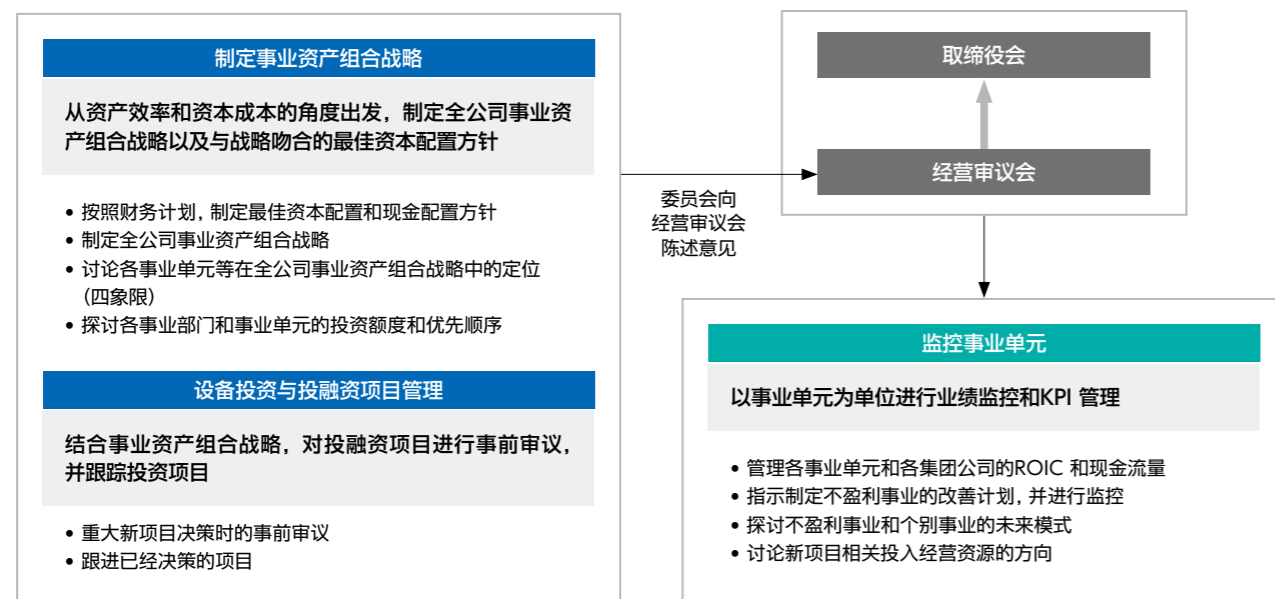 制定事业资产组合战略
从资产效率和资本成本的角度出发，制定全公司事业资
产组合战略以及与战略吻合的最佳资本配置方针
• 按照财务计划，制定最佳资本配置和现金配置方针
• 制定全公司事业资产组合战略
• 讨论各事业单元等在全公司事业资产组合战略中的定位
（四象限）
• 探讨各事业部门和事业单元的投资额度和优先顺序
设备投资与投融资项目管理
结合事业资产组合战略，对投融资项目进行事前审议，
并跟踪投资项目
• 重大新项目决策时的事前审议
• 跟进已经决策的项目
委员会向
经营审议会
陈述意见
取缔役会
经营审议会
监控事业单元
以事业单元为单位进行业绩监控和KPI 管理
• 管理各事业单元和各集团公司的ROIC 和现金流量
• 指示制定不盈利事业的改善计划，并进行监控
• 探讨不盈利事业和个别事业的未来模式
• 讨论新项目相关投入经营资源的方向